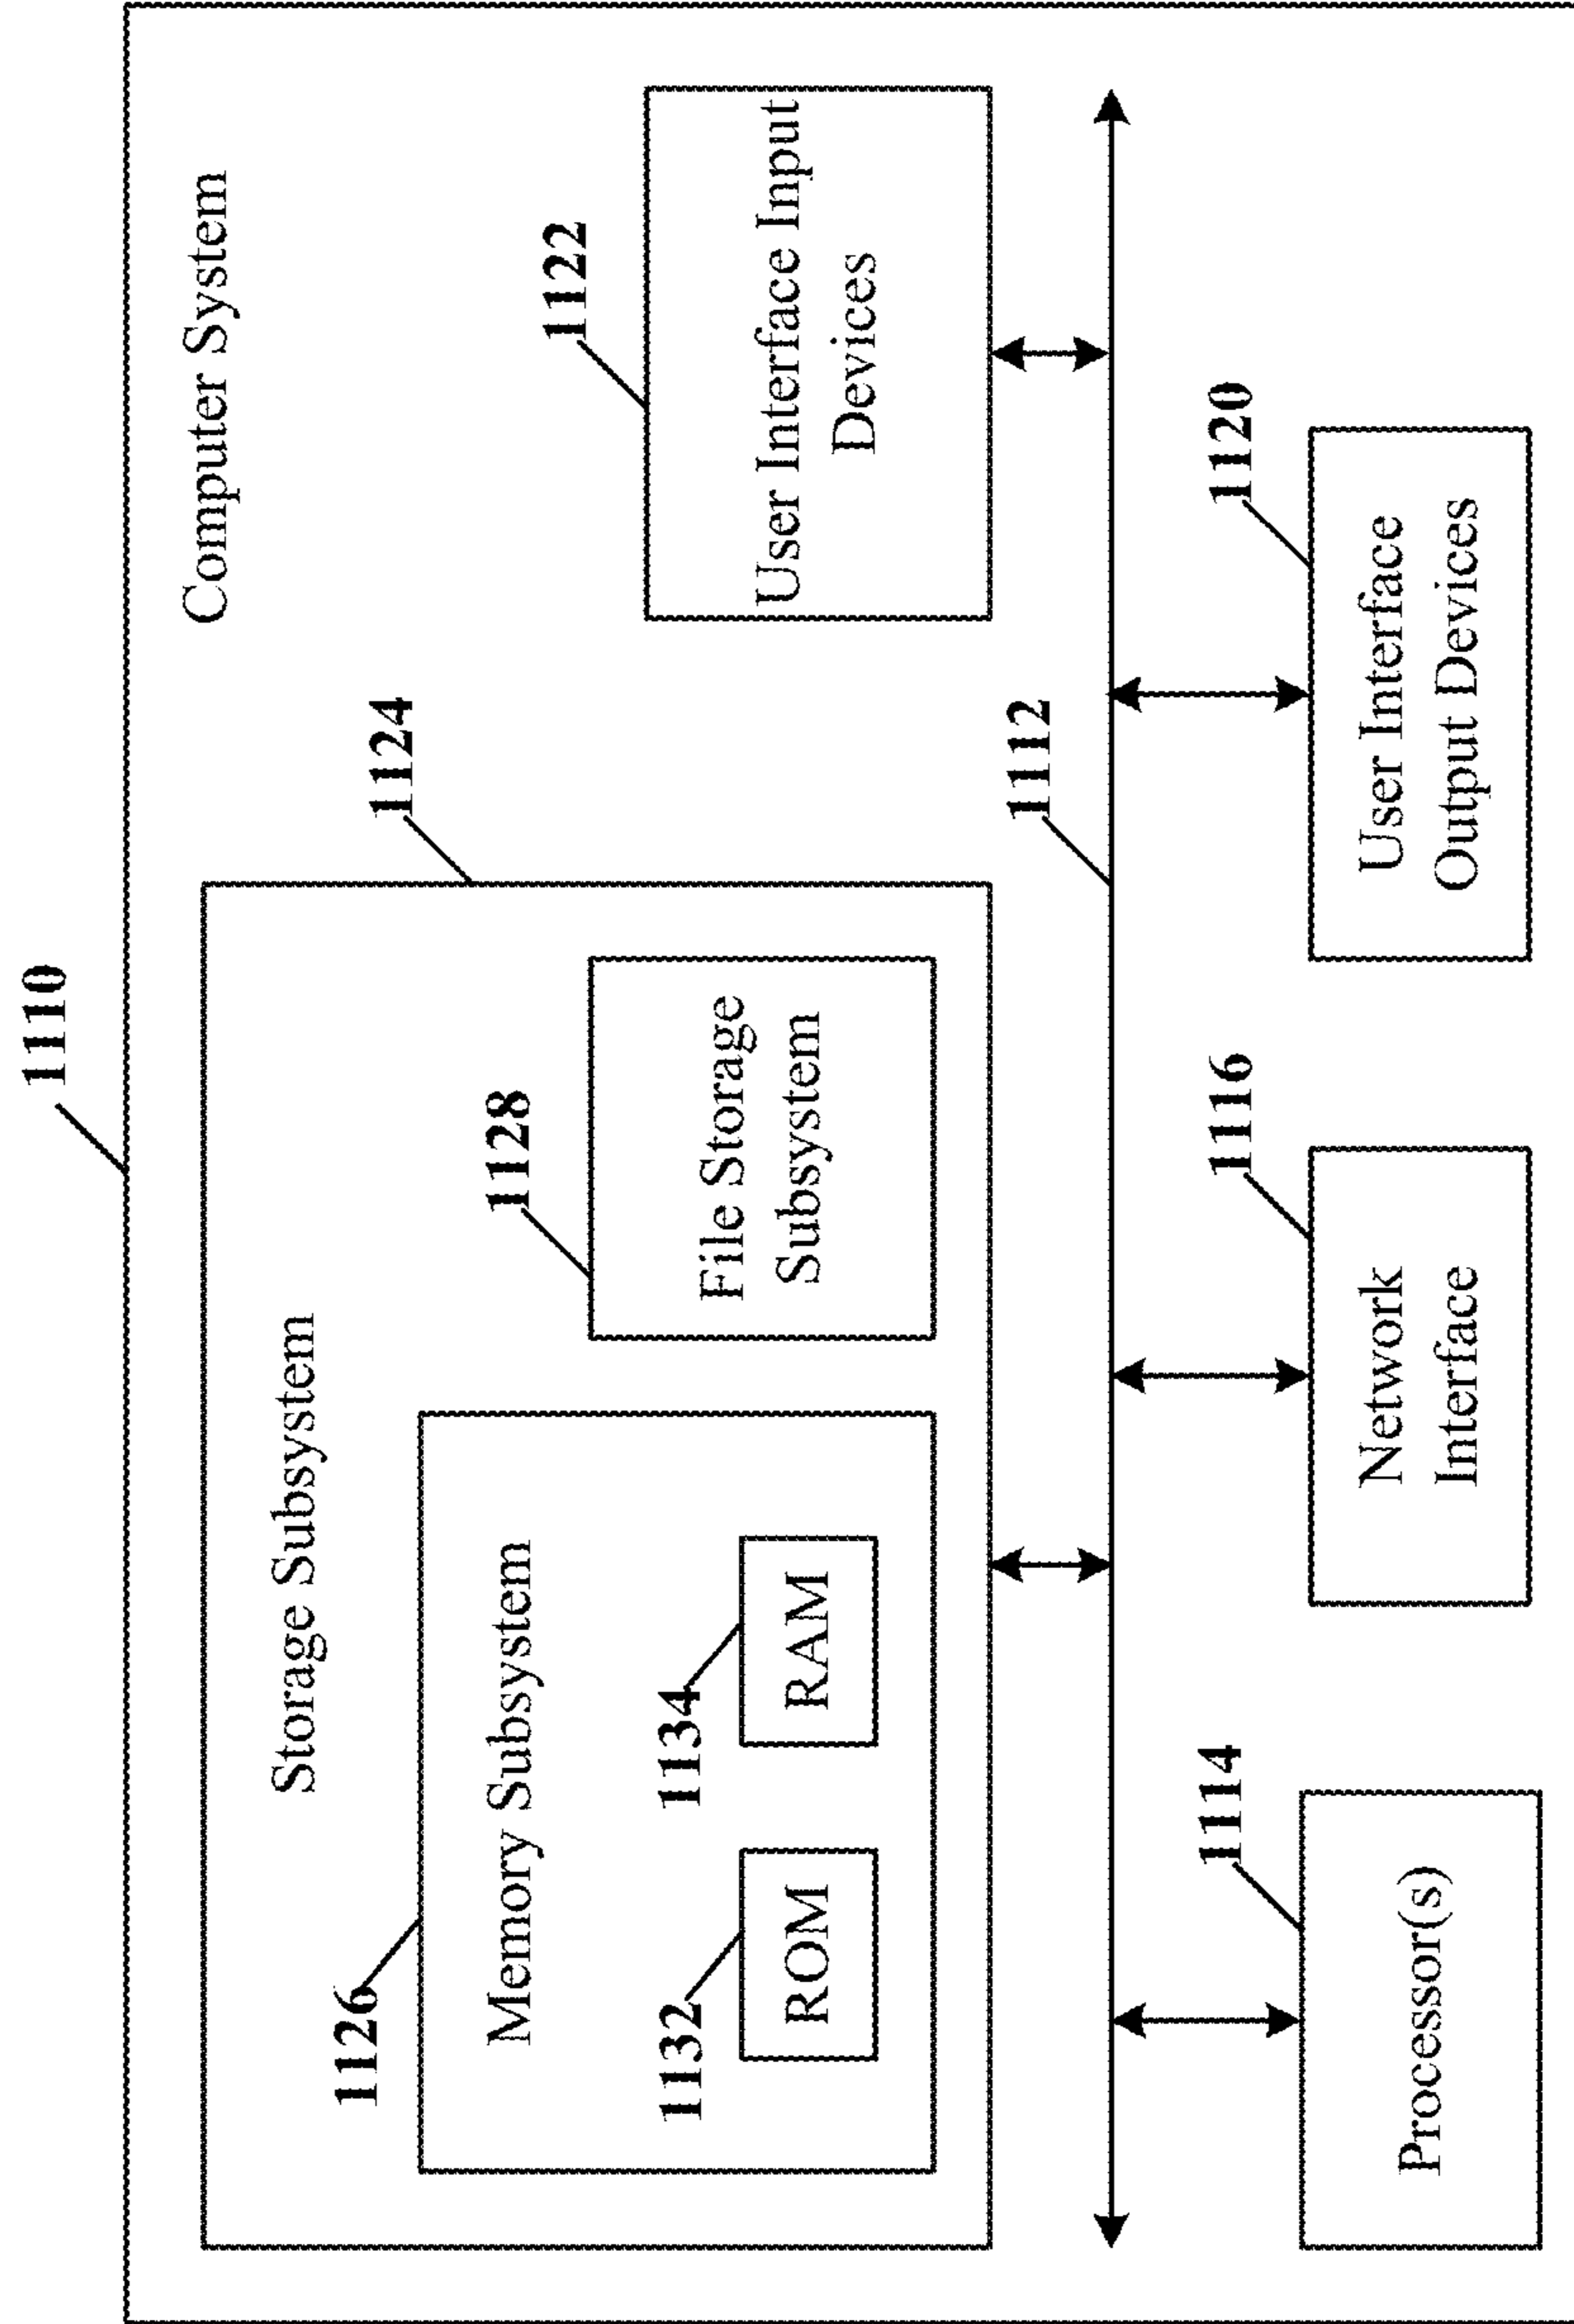 1110
Computer System
Storage Subsystem
1124
1126
Memory Subsystem
1128
1122
1132
1134
ROM
RAM
File Storage
Subsystem
User Interface Input
Devices
1112
1114
1116
1120
Processor(s)
Network
Interface
User Interface
Output Devices